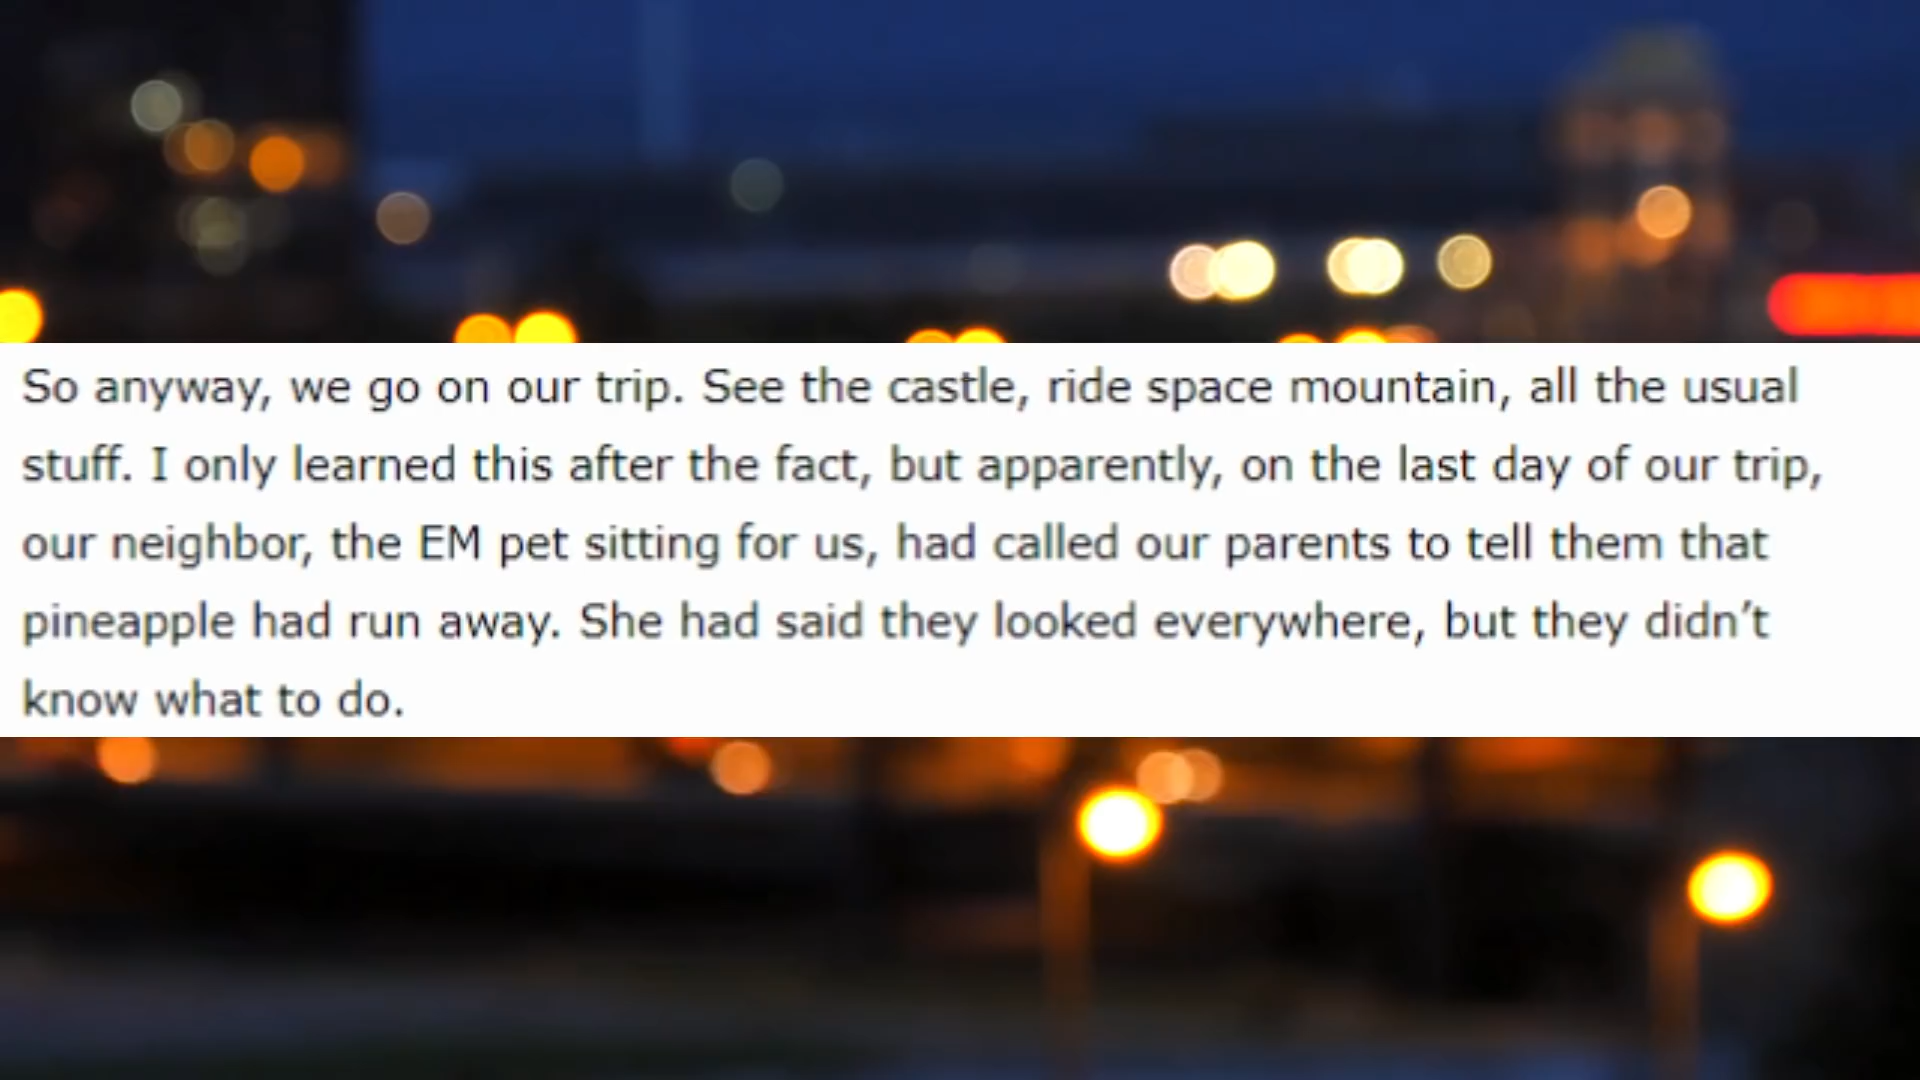 So anyway, we go on our trip. See the castle, ride space mountain, all the usual
stuff. I only learned this after the fact, but apparently, on the last day of our trip,
our neighbor, the EM pet sitting for us, had called our parents to tell them that
pineapple had run away. She had said they looked everywhere, but they didn’t
know what to do.